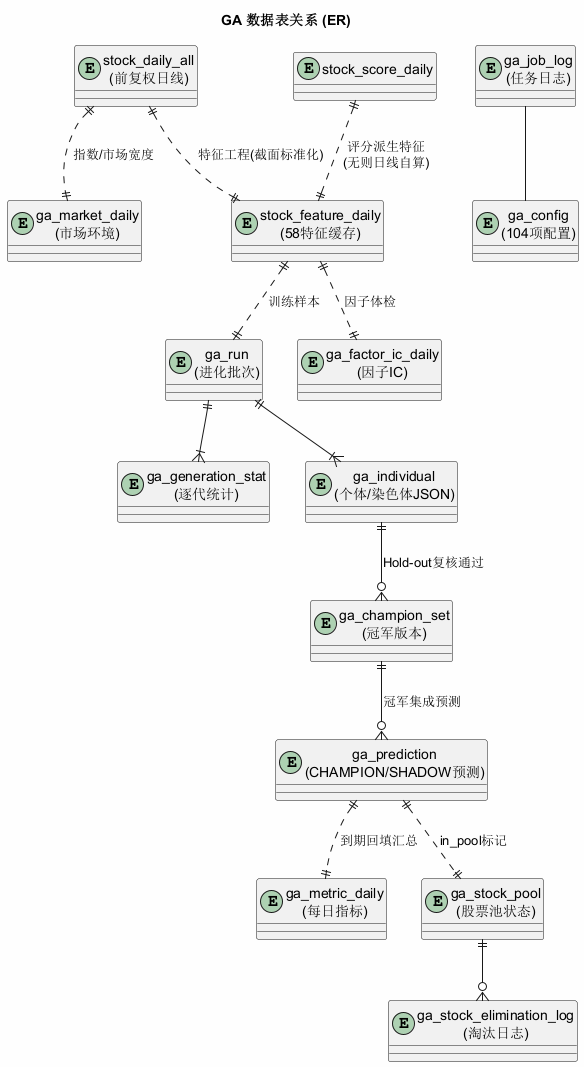 GA 数据表关系 (ER)
E
stock_daily_all
(前复权日线)
E
stock_score_daily
E
ga_job_log
(任务日志)
指数/市场宽度
特征工程(截面标准化)
评分派生特征
(无则日线自算)
E
ga_market_daily
(市场环境)
E
stock_feature_daily
(58特征缓存)
E
ga_config
(104项配置)
训练样本
因子体检
E
ga_run
(进化批次)
E
ga_factor_ic_daily
(因子IC)
E
ga_generation_stat
(逐代统计)
E
ga_individual
(个体/染色体JSON)
Hold-out复核通过
E
ga_champion_set
(冠军版本)
冠军集成预测
E
ga_prediction
(CHAMPION/SHADOW预测)
到期回填汇总
in_pool标记
E
ga_metric_daily
(每日指标)
E
ga_stock_pool
(股票池状态)
E
ga_stock_elimination_log
(淘汰日志)